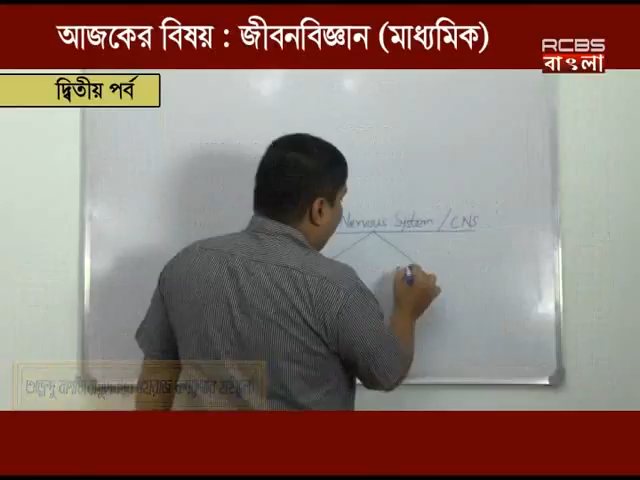 আজকের বিষয় : জীবনবিজ্ঞান (মাধ্যমিক)
RCBS
বাংলা
দ্বিতীয় পর্ব
Nervous System / CNS